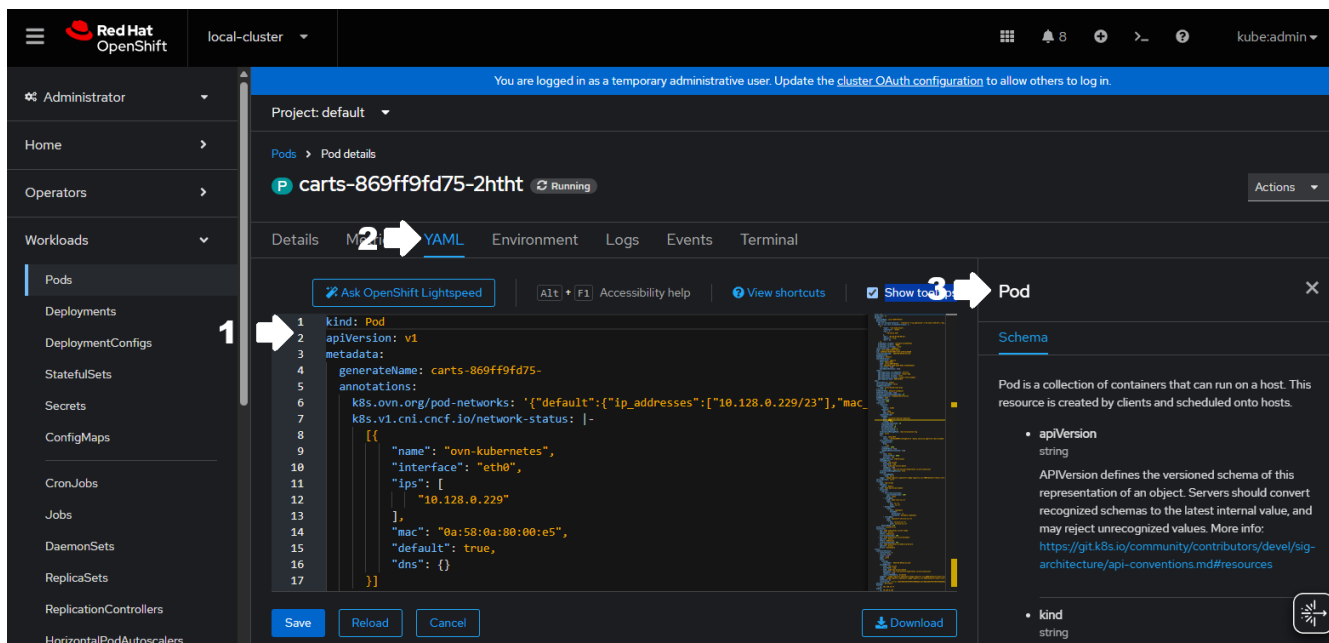 Red Hat
OpenShift
local-cluster
8
kube:admin
You are logged in as a temporary administrative user. Update the cluster OAuth configuration to allow others to log in.
Administrator
Home
Operators
Workloads
Pods
Deployments
DeploymentConfigs
StatefulSets
Secrets
ConfigMaps
CronJobs
Jobs
DaemonSets
ReplicaSets
ReplicationControllers
HorizontalPodAutoscalers
Project: default
Pods > Pod details
P carts-869ff9fd75-2htht Running
Actions
Details 2 YAML Environment Logs Events Terminal
Ask OpenShift Lightspeed Alt + F1 Accessibility help View shortcuts Show 3
1
1 kind: Pod
2 apiVersion: v1
3 metadata:
4 generateName: carts-869ff9fd75-
5 annotations:
6 k8s.ovn.org/pod-networks: '{"default":{"ip_addresses":["10.128.0.229/23"],"mac_
7 k8s.v1.cni.cncf.io/network-status: |-
8 [{
9 "name": "ovn-kubernetes",
10 "interface": "eth0",
11 "ips": [
12 "10.128.0.229"
13 ],
14 "mac": "0a:58:0a:80:00:e5",
15 "default": true,
16 "dns": {}
17 }]
Save Reload Cancel Download
Pod
Schema
Pod is a collection of containers that can run on a host. This
resource is created by clients and scheduled onto hosts.
• apiVersion
string
APIVersion defines the versioned schema of this
representation of an object. Servers should convert
recognized schemas to the latest internal value, and
may reject unrecognized values. More info:
https://git.k8s.io/community/contributors/devel/sig-
architecture/api-conventions.md#resources
• kind
string